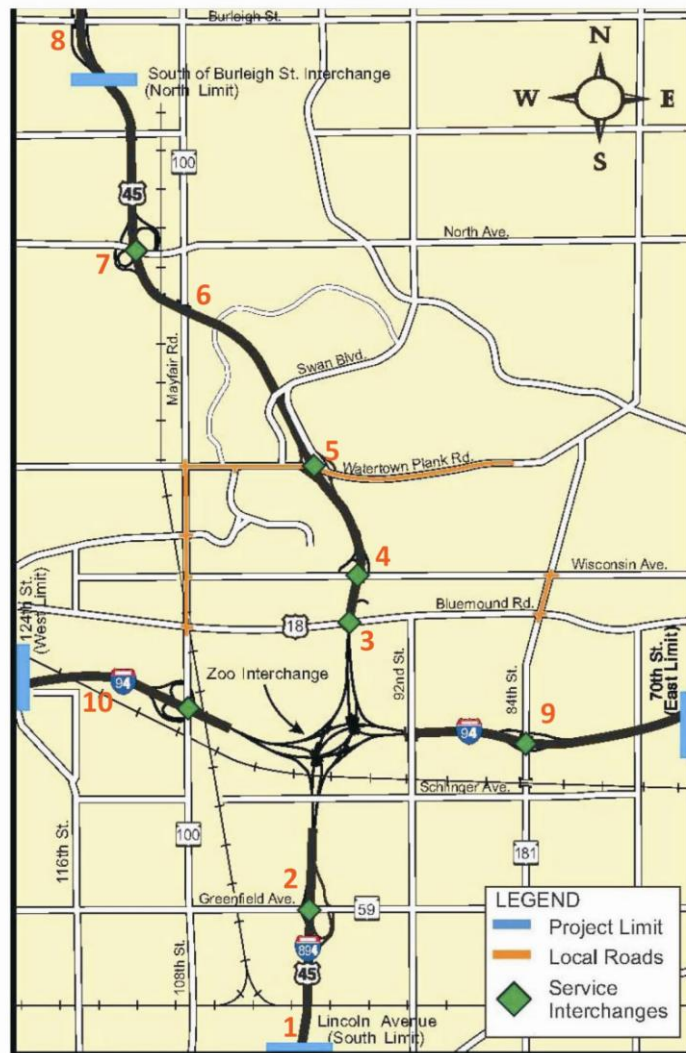 8
Burleigh St.
N
W
E
S
South of Burleigh St. Interchange
(North Limit)
100
45
North Ave.
7
6
Mayfair Rd.
Swan Blvd.
5
Watertown Plank Rd.
4
Wisconsin Ave.
124th St.
(West Limit)
18
Bluemound Rd.
3
Zoo Interchange
92nd St.
84th St.
70th St.
(East Limit)
94
10
94
9
Schlinger Ave.
116th St.
100
181
2
Greenfield Ave.
59
108th St.
894
45
1
Lincoln Avenue
(South Limit)
LEGEND
Project Limit
Local Roads
Service
Interchanges